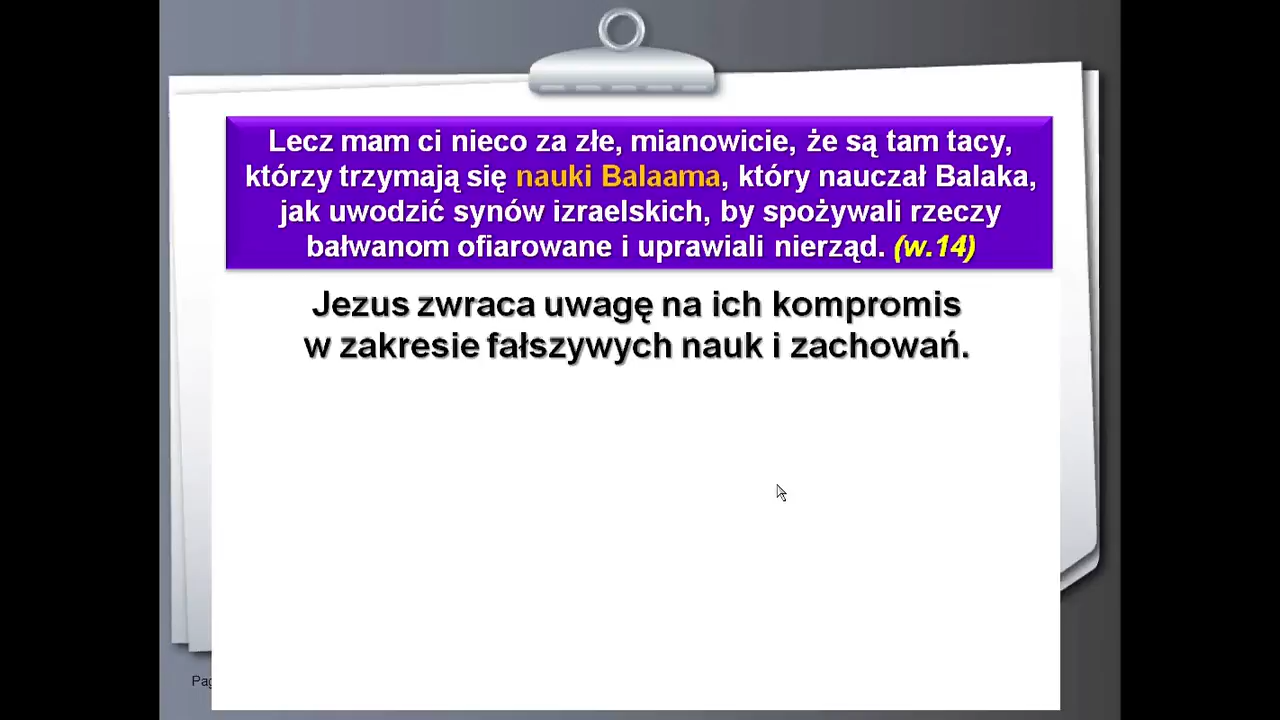 Lecz mam ci nieco za złe, mianowicie, że są tam tacy,
którzy trzymają się nauki Balaama, który nauczał Balaka,
jak uwodzić synów izraelskich, by spożywali rzeczy
bałwanom ofiarowane i uprawiali nierząd. (w.14)
Jezus zwraca uwagę na ich kompromis
w zakresie fałszywych nauk i zachowań.